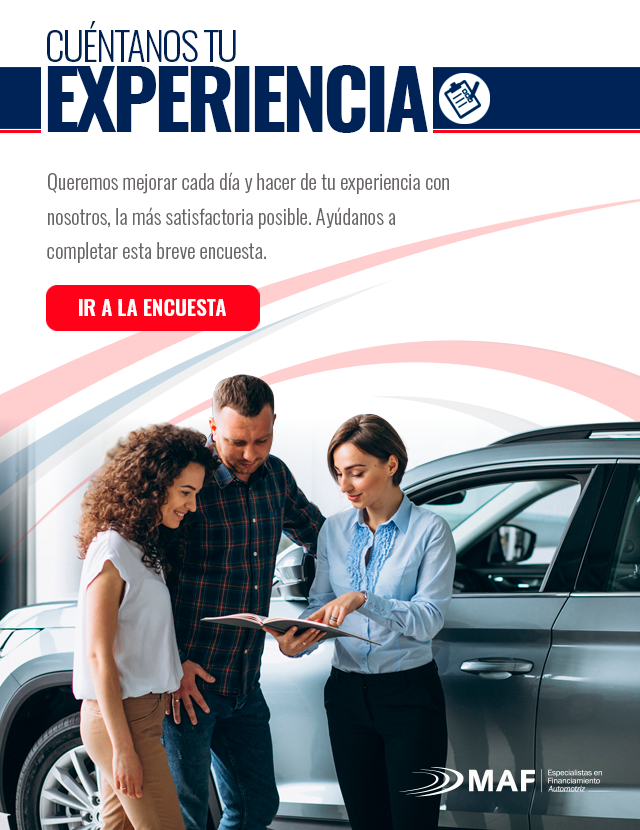 CUÉNTANOS TU
EXPERIENCIA
Queremos mejorar cada día y hacer de tu experiencia con
nosotros, la más satisfactoria posible. Ayúdanos a
completar esta breve encuesta.
IR A LA ENCUESTA
MAF
Especialistas en
Financiamiento
Automotriz